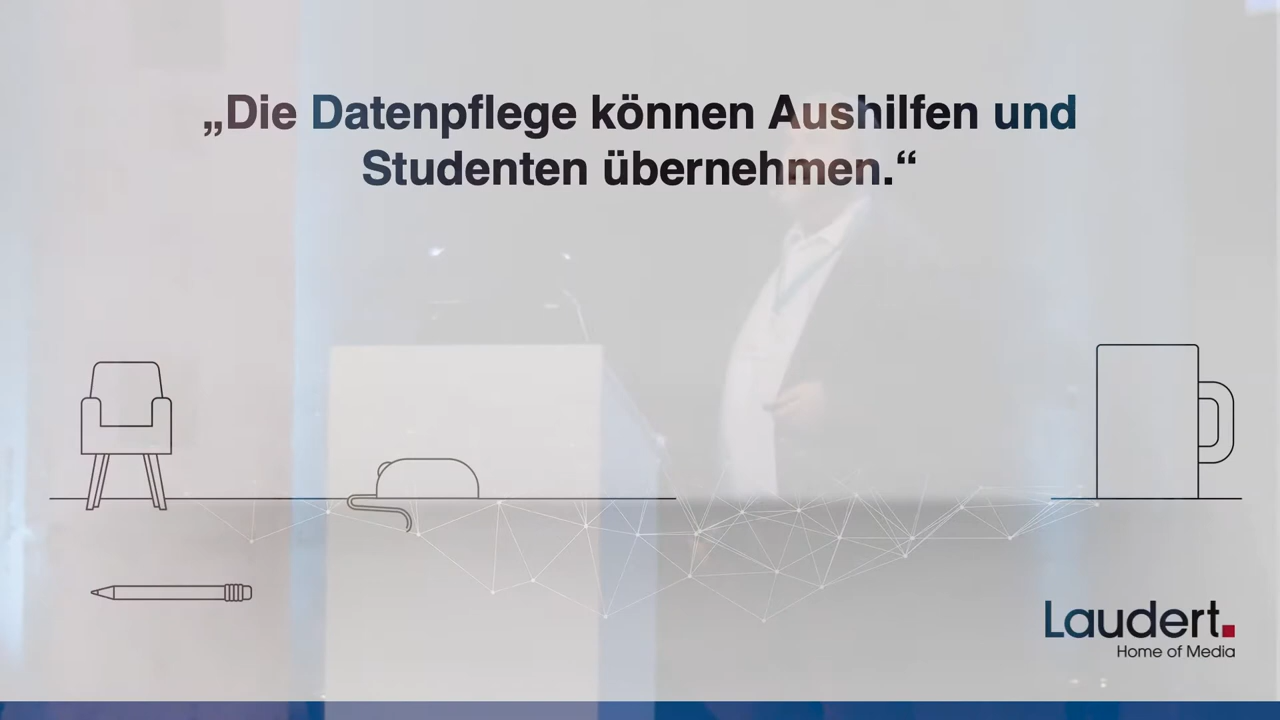 „Die Datenpflege können Aushilfen und
Studenten übernehmen.“
Laudert.
Home of Media